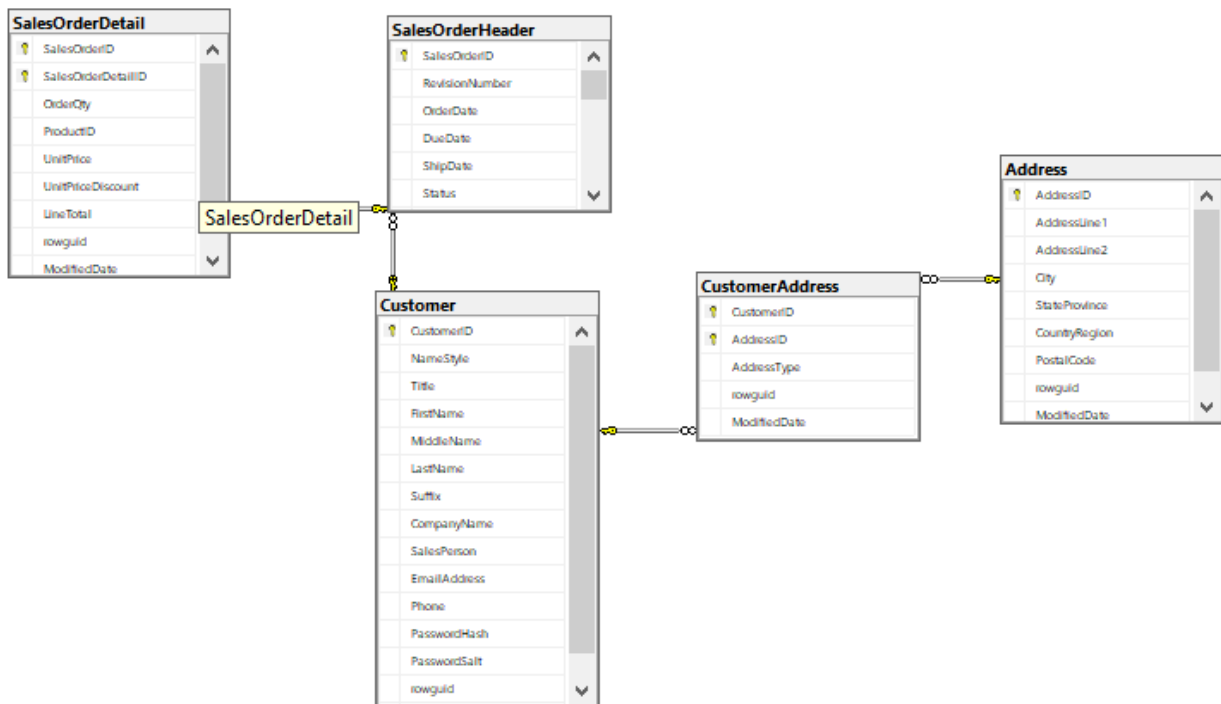 SalesOrderDetail
SalesOrderID
SalesOrderDetailID
OrderQty
ProductID
UnitPrice
UnitPriceDiscount
LineTotal
rowguid
ModifiedDate
SalesOrderDetail
SalesOrderHeader
SalesOrderID
RevisionNumber
OrderDate
DueDate
ShipDate
Status
Customer
CustomerID
NameStyle
Title
FirstName
MiddleName
LastName
Suffix
CompanyName
SalesPerson
EmailAddress
Phone
PasswordHash
PasswordSalt
rowguid
CustomerAddress
CustomerID
AddressID
AddressType
rowguid
ModifiedDate
Address
AddressID
AddressLine1
AddressLine2
City
StateProvince
CountryRegion
PostalCode
rowguid
ModifiedDate